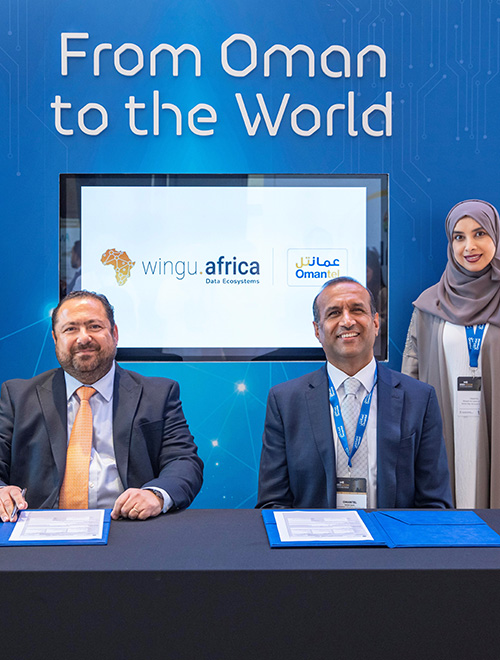 From Oman
to the World
wingu.africa
Data Ecosystems
عمانتل
Omantel